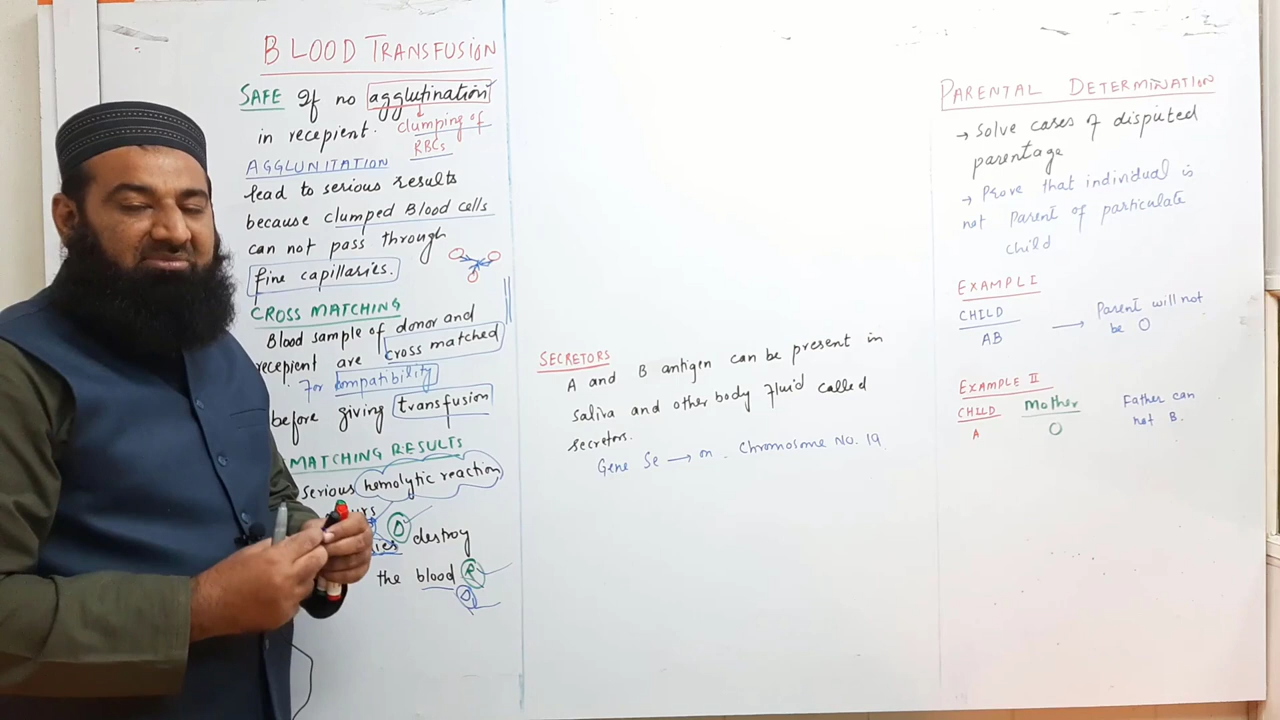 BLOOD TRANSFUSION
SAFE If no agglutination
in recepient. clumping of
RBCs
AGGLUNITATION
lead to serious results
because clumped Blood cells
can not pass through
fine capillaries.
CROSS MATCHING
Blood sample of donor and
recepient are cross matched
For compatibility
before giving transfusion
MATCHING RESULTS
serious hemolytic reaction
D destroy
the blood R
D
SECRETORS
A and B antigen can be present in
saliva and other body fluid called
secretors.
Gene Se → on . Chromosome NO. 19
PARENTAL DETERMINATION
→ Solve cases of disputed
parentage
→ Prove that individual is
not Parent of particulate
child
EXAMPL I
CHILD
AB → Parent will not
be O
EXAMPLE II
CHILD Mother Father can
A O not B.